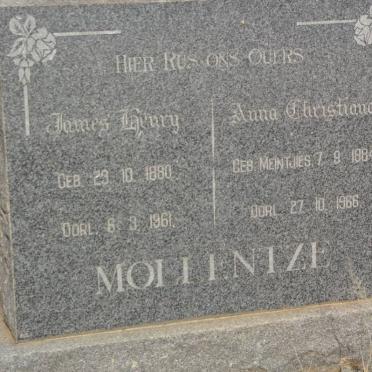 HIER RUS ONS OUERS
James Henry
GEB. 23. 10. 1880.
OORL. 6. 3. 1961.
Anna Christiana
GEB. MEINTJIES 7. 9. 1884
OORL. 27. 10. 1966.
MOLLENTZE